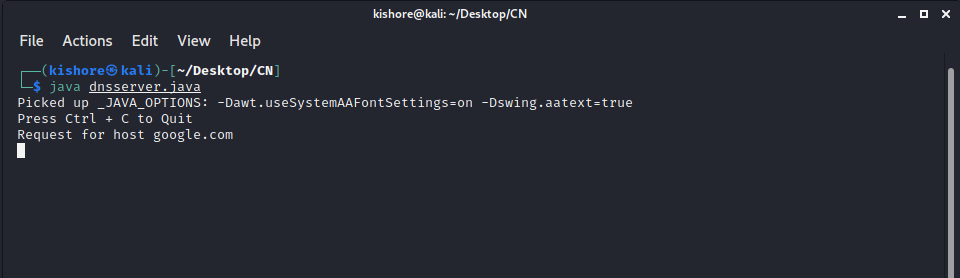 kishore@kali: ~/Desktop/CN
File Actions Edit View Help
┌──(kishore㉿kali)-[~/Desktop/CN]
└─$ java dnsserver.java
Picked up _JAVA_OPTIONS: -Dawt.useSystemAAFontSettings=on -Dswing.aatext=true
Press Ctrl + C to Quit
Request for host google.com